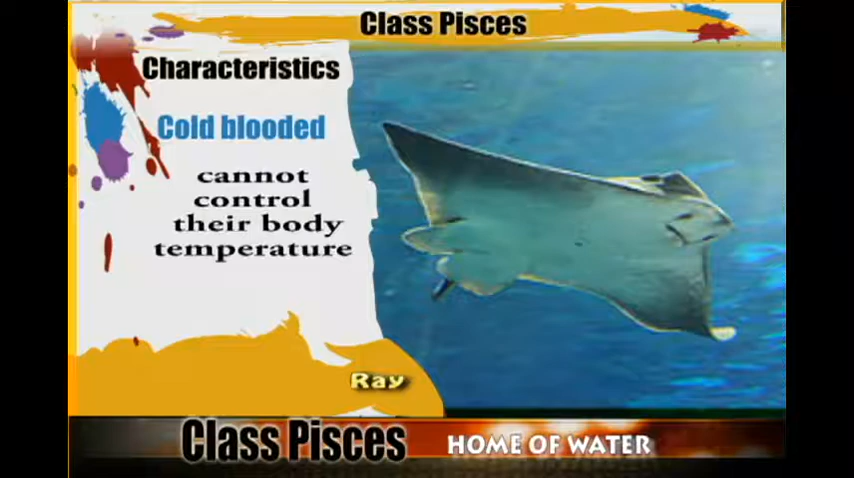 Class Pisces
Characteristics
Cold blooded
cannot
control
their body
temperature
Ray
Class Pisces
HOME OF WATER